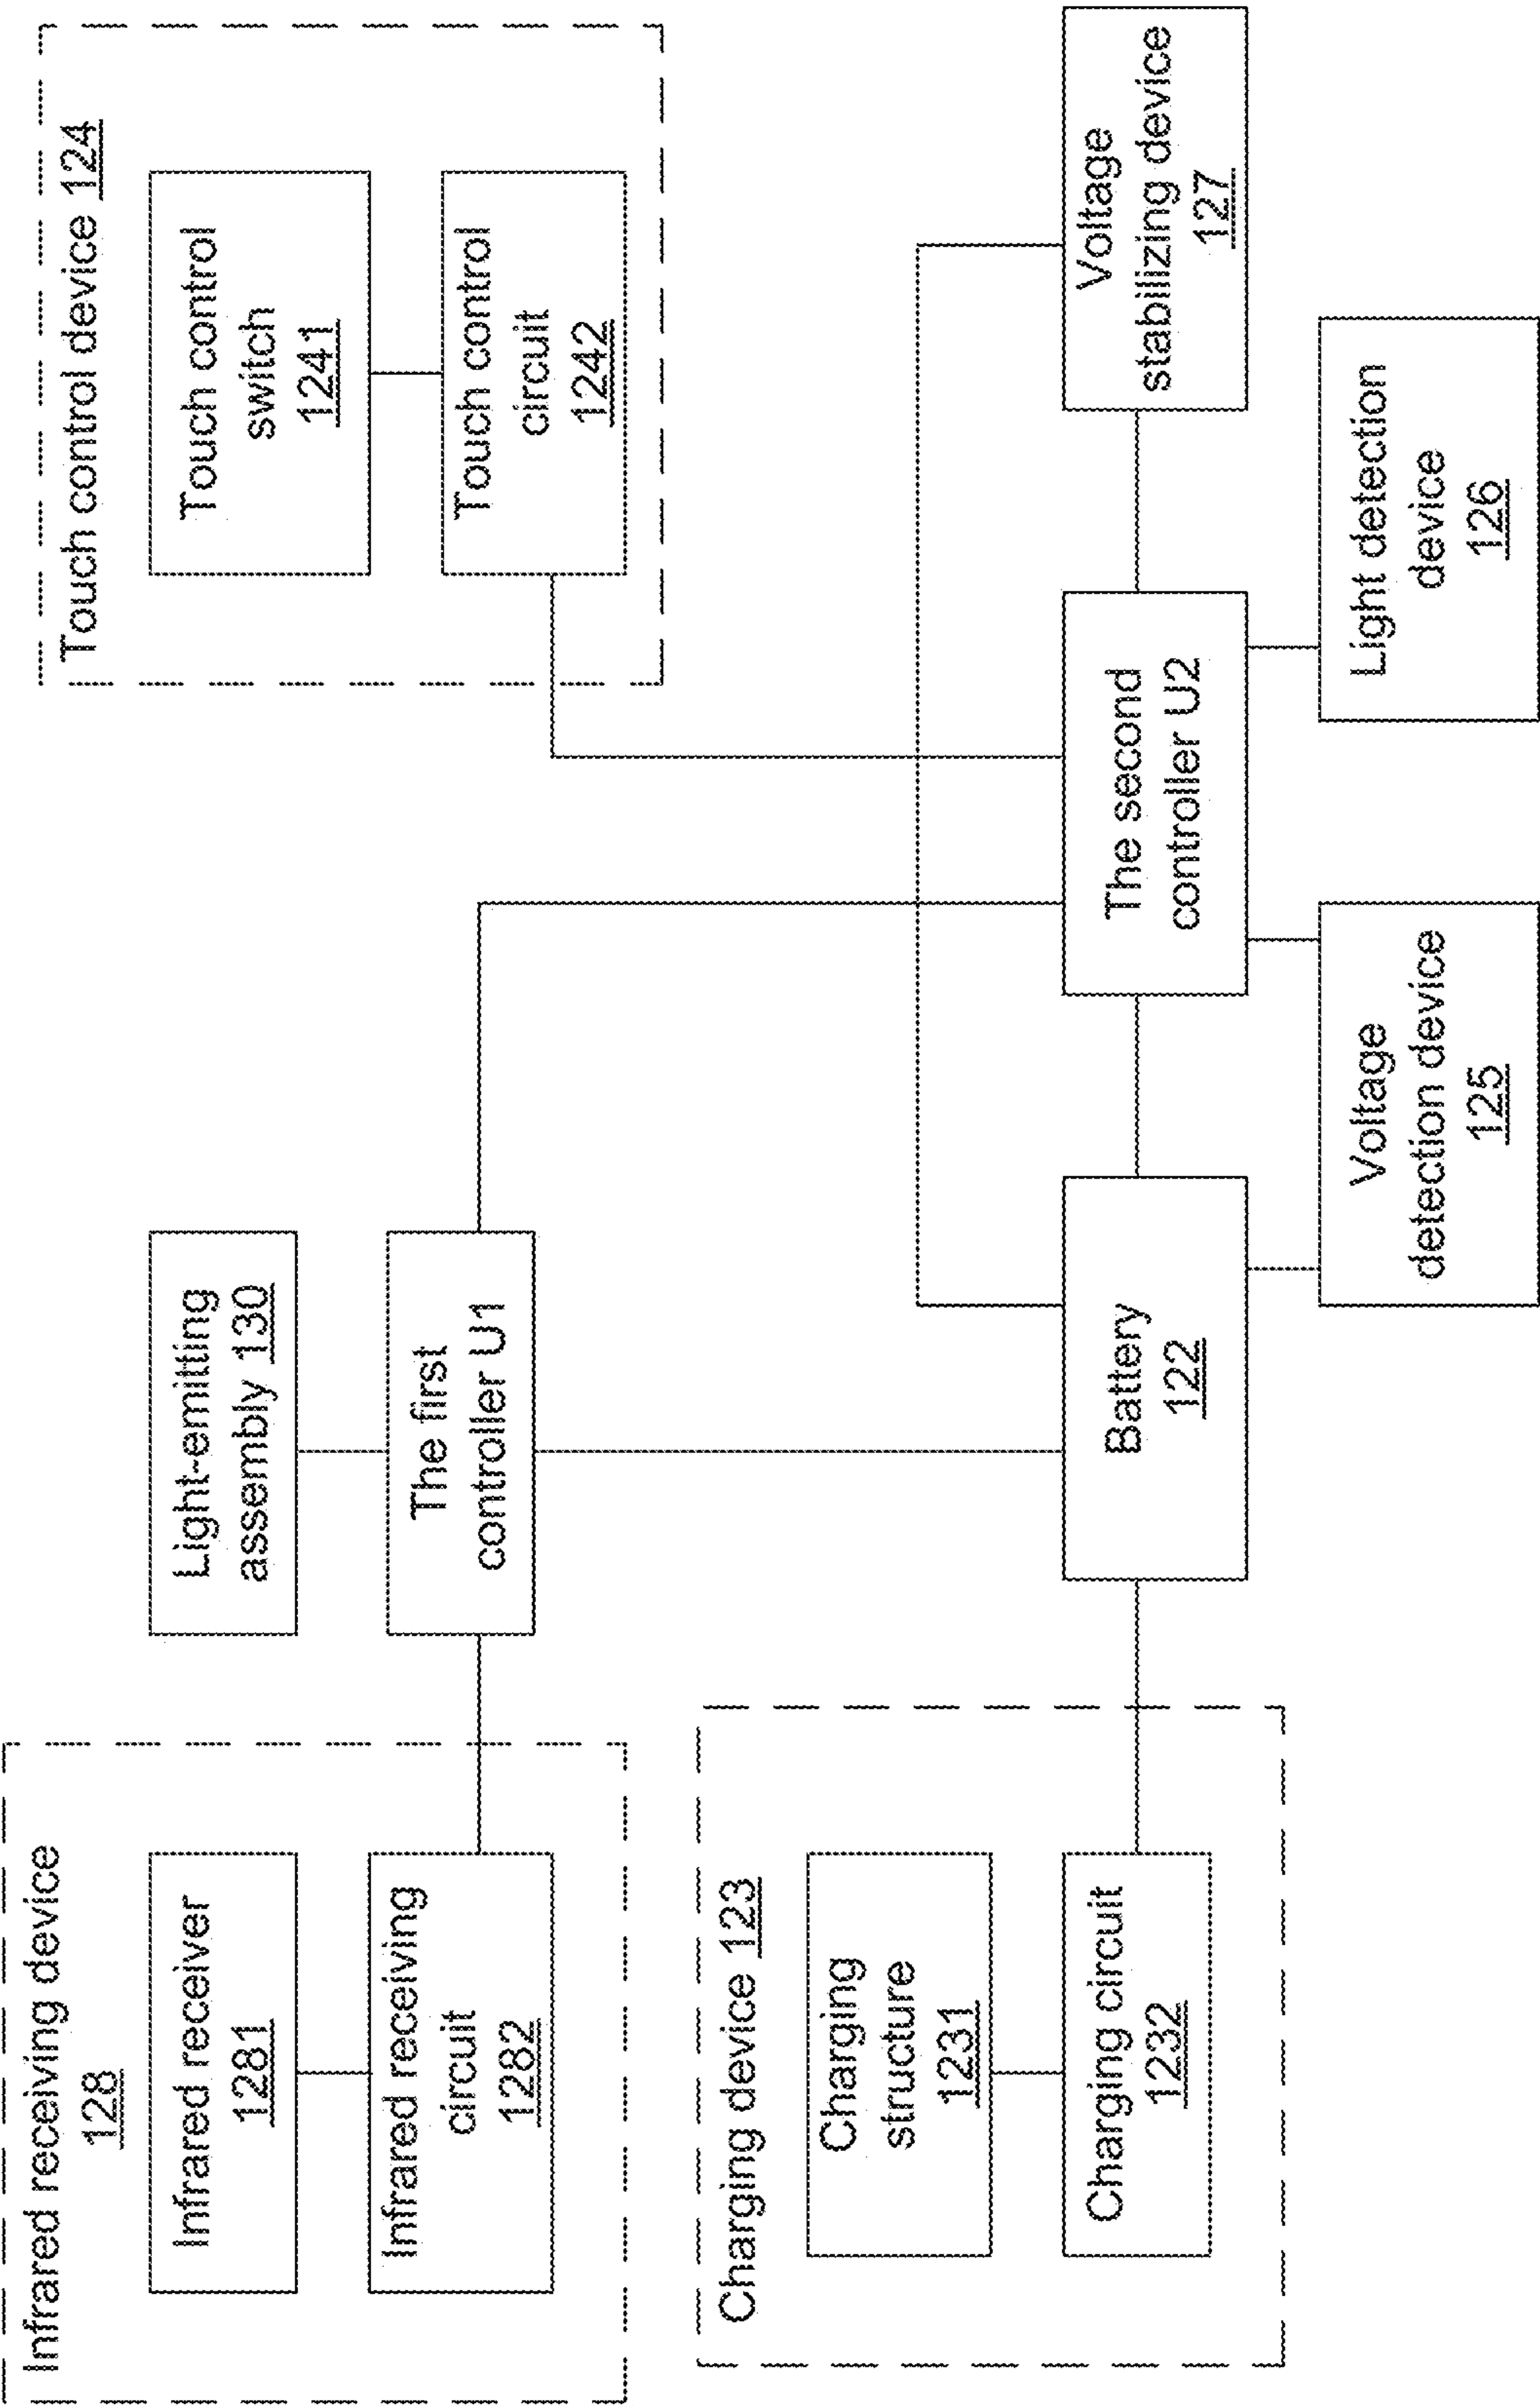 Infrared receiving device
128
Infrared receiver
1281
Infrared receiving
circuit
1282
Light-emitting
assembly 130
The first
controller U1
Touch control device 124
Touch control
switch
1241
Touch control
circuit
1242
Charging device 123
Charging
structure
1231
Charging circuit
1232
Battery
122
The second
controller U2
Voltage
stabilizing device
127
Voltage
detection device
125
Light detection
device
126